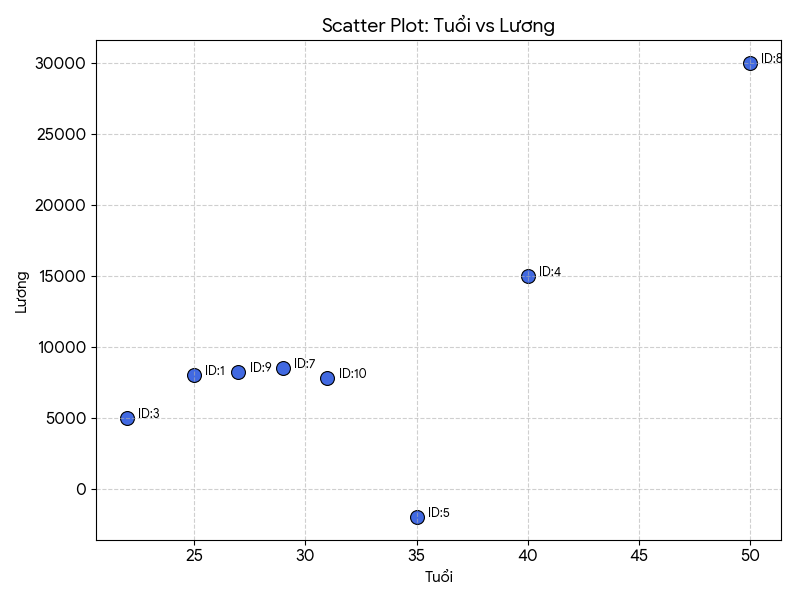 Scatter Plot: Tuổi vs Lương
30000
ID:8
25000
20000
15000
ID:4
10000
ID:1
ID:9
ID:7
ID:10
5000
ID:3
0
ID:5
Lương
25
30
35
40
45
50
Tuổi